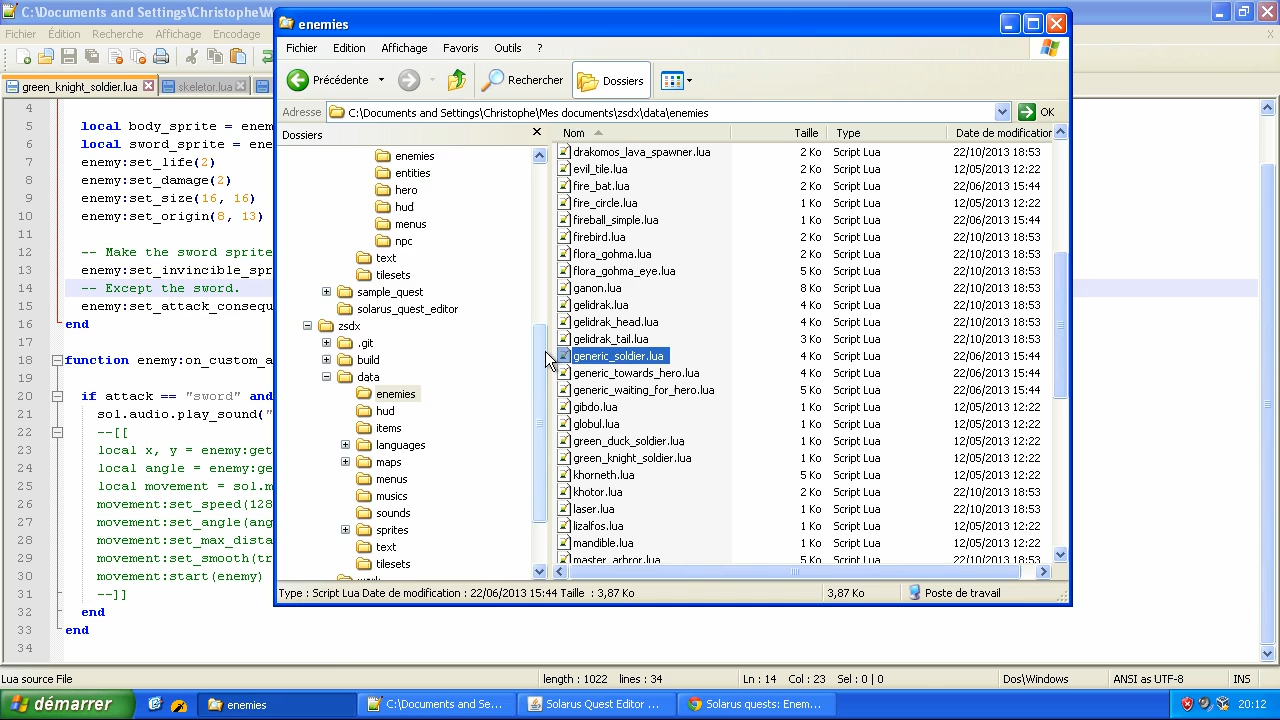 C:\Documents and Settings\Christophe\M
Fichier Édition Recherche Affichage Encodage
green_knight_soldier.lua skeletor.lua
4
5 local body_sprite = enem
6 local sword_sprite = ene
7 enemy:set_life(2)
8 enemy:set_damage(2)
9 enemy:set_size(16, 16)
10 enemy:set_origin(8, 13)
11
12 -- Make the sword sprite
13 enemy:set_invincible_spr
14 -- Except the sword.
15 enemy:set_attack_consequ
16 end
17
18 function enemy:on_custom_a
19
20 if attack == "sword" and
21 sol.audio.play_sound("
22 --[[
23 local x, y = enemy:get
24 local angle = enemy:ge
25 local movement = sol.m
26 movement:set_speed(128
27 movement:set_angle(ang
28 movement:set_max_dista
29 movement:set_smooth(tr
30 movement:start(enemy)
31 --]]
32 end
33 end
34
Lua source File length : 1022 lines : 34 Ln : 14 Col : 23 Sel : 0 | 0 Dos\Windows ANSI as UTF-8 INS
enemies
Fichier Affichage Favoris Outils ?
Précédente Rechercher Dossiers
Adresse C:\Documents and Settings\Christophe\Mes documents\zsdx\data\enemies OK
Dossiers
enemies
entities
hero
hud
menus
npc
text
tilesets
sample_quest
solarus_quest_editor
zsdx
.git
build
data
enemies
hud
items
languages
maps
menus
musics
sounds
sprites
text
tilesets
Nom Taille Type Date de modification
drakomos_lava_spawner.lua 2 Ko Script Lua 22/10/2013 18:53
evil_tile.lua 2 Ko Script Lua 12/05/2013 12:22
fire_bat.lua 2 Ko Script Lua 22/06/2013 15:44
fire_circle.lua 1 Ko Script Lua 12/05/2013 12:22
fireball_simple.lua 1 Ko Script Lua 22/06/2013 15:44
firebird.lua 2 Ko Script Lua 22/10/2013 18:53
flora_gohma.lua 4 Ko Script Lua 22/10/2013 18:53
flora_gohma_eye.lua 5 Ko Script Lua 22/10/2013 18:53
ganon.lua 8 Ko Script Lua 22/10/2013 18:53
gelidrak.lua 4 Ko Script Lua 22/10/2013 18:53
gelidrak_head.lua 4 Ko Script Lua 22/10/2013 18:53
gelidrak_tail.lua 3 Ko Script Lua 22/10/2013 18:53
generic_soldier.lua 4 Ko Script Lua 22/06/2013 15:44
generic_towards_hero.lua 4 Ko Script Lua 22/06/2013 15:44
generic_waiting_for_hero.lua 5 Ko Script Lua 22/06/2013 15:44
gibdo.lua 1 Ko Script Lua 12/05/2013 12:22
globul.lua 1 Ko Script Lua 12/05/2013 12:22
green_duck_soldier.lua 1 Ko Script Lua 12/05/2013 12:22
green_knight_soldier.lua 1 Ko Script Lua 12/05/2013 12:22
khorneth.lua 5 Ko Script Lua 12/05/2013 12:22
khotor.lua 1 Ko Script Lua 22/10/2013 18:53
laser.lua 1 Ko Script Lua 22/10/2013 18:53
lizalfos.lua 1 Ko Script Lua 12/05/2013 12:22
mandible.lua 1 Ko Script Lua 12/05/2013 12:22
master_arbror.lua 5 Ko Script Lua 22/10/2013 18:53
Type : Script Lua Date de modification : 22/06/2013 15:44 Taille : 3,87 Ko 3,87 Ko Poste de travail
démarrer enemies C:\Documents and Se... Solarus Quest Editor ... Solarus quests: Enem... 20:12